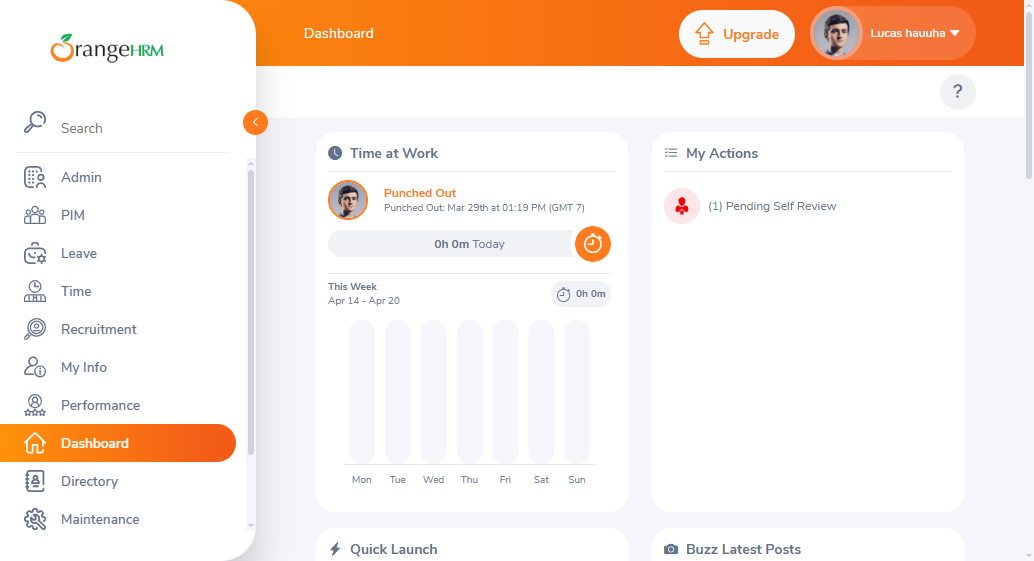 OrangeHRM
Dashboard
Upgrade
Lucas hauuha
?
Search
Admin
PIM
Leave
Time
Recruitment
My Info
Performance
Dashboard
Directory
Maintenance
Time at Work
Punched Out
Punched Out: Mar 29th at 01:19 PM (GMT 7)
0h 0m Today
This Week
Apr 14 - Apr 20
0h 0m
Mon Tue Wed Thu Fri Sat Sun
My Actions
(1) Pending Self Review
Quick Launch
Buzz Latest Posts